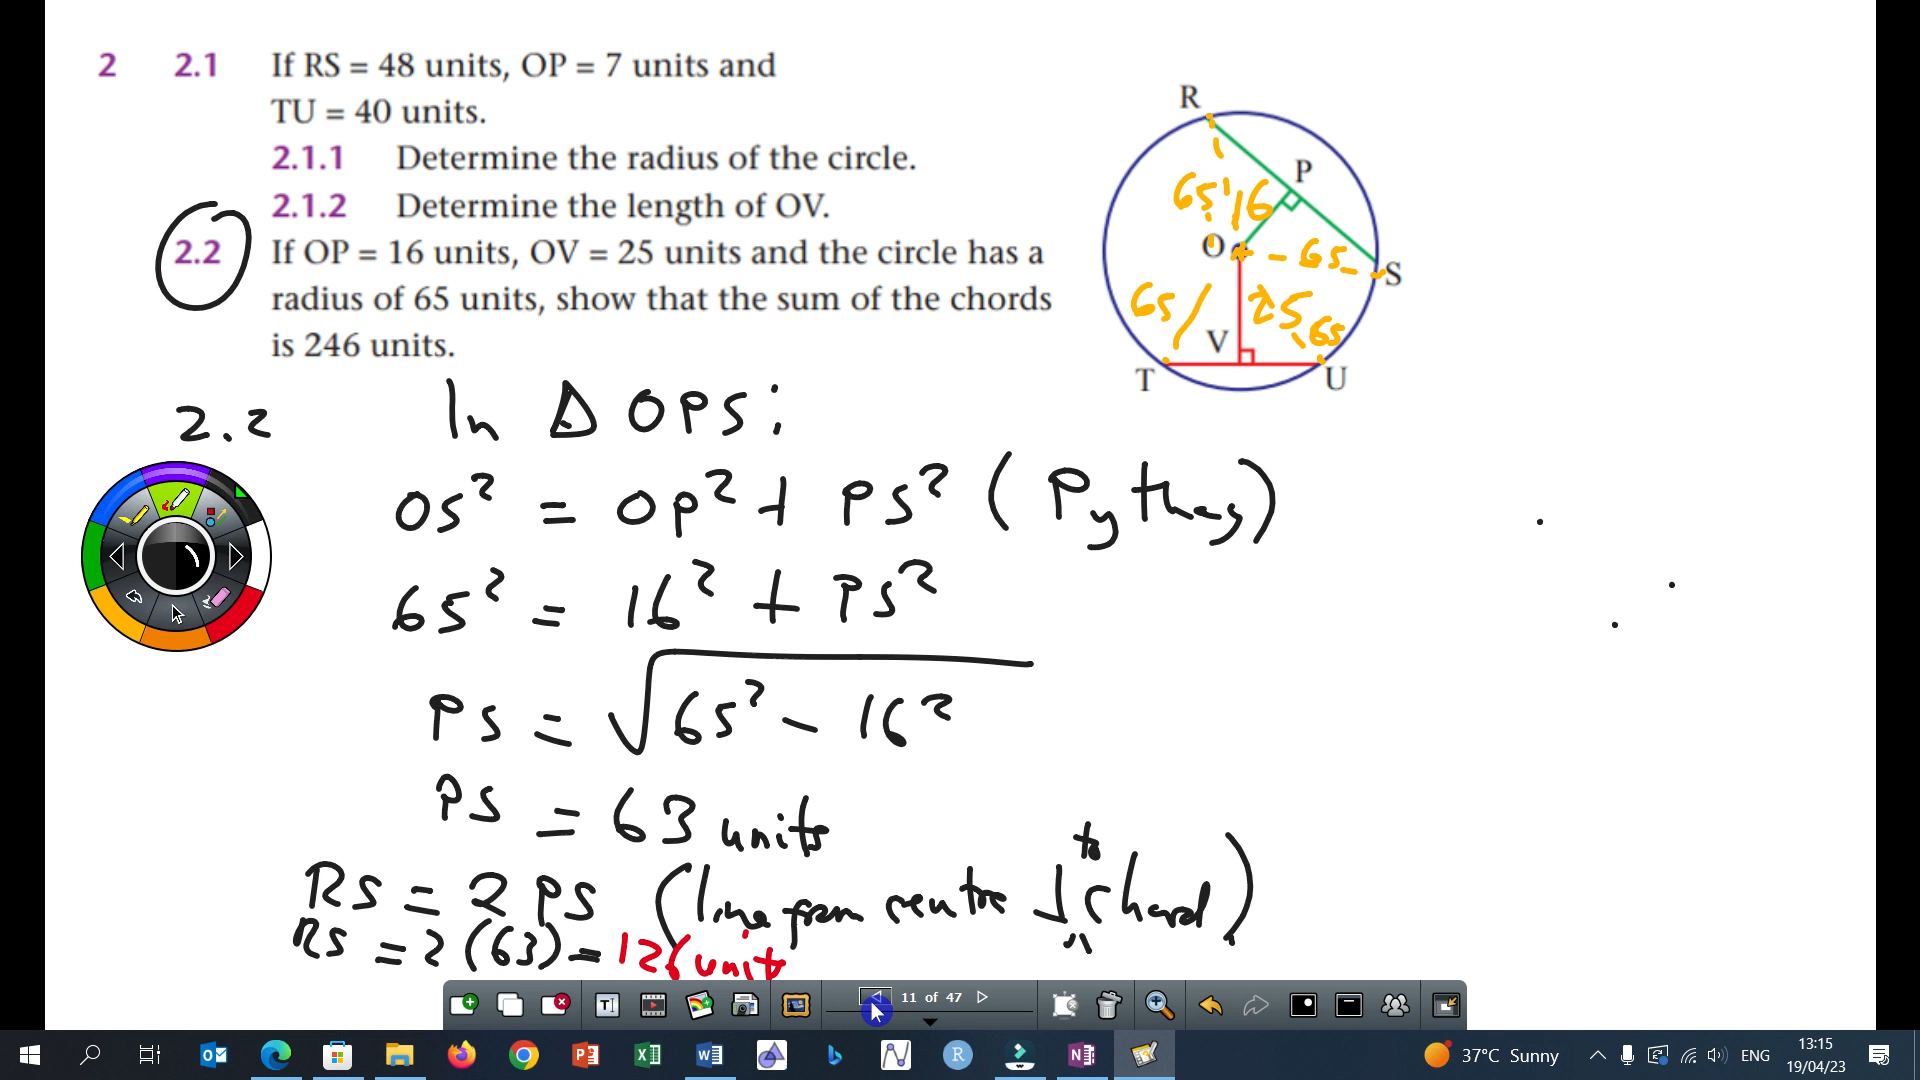 2 2.1 If RS = 48 units, OP = 7 units and
TU = 40 units.
2.1.1 Determine the radius of the circle.
2.1.2 Determine the length of OV.
2.2 If OP = 16 units, OV = 25 units and the circle has a
radius of 65 units, show that the sum of the chords
is 246 units.
R
P
65 16
O 65 S
65 25 65
V
T U
2.2 In Δ OPS:
OS² = OP² + PS² (Pythag)
65² = 16² + PS²
PS = √65² - 16²
PS = 63 units
RS = 2 PS (line from centre ⊥ to chord)
RS = 2 (63) = 126 units
11 of 47
37°C Sunny
ENG
13:15
19/04/23